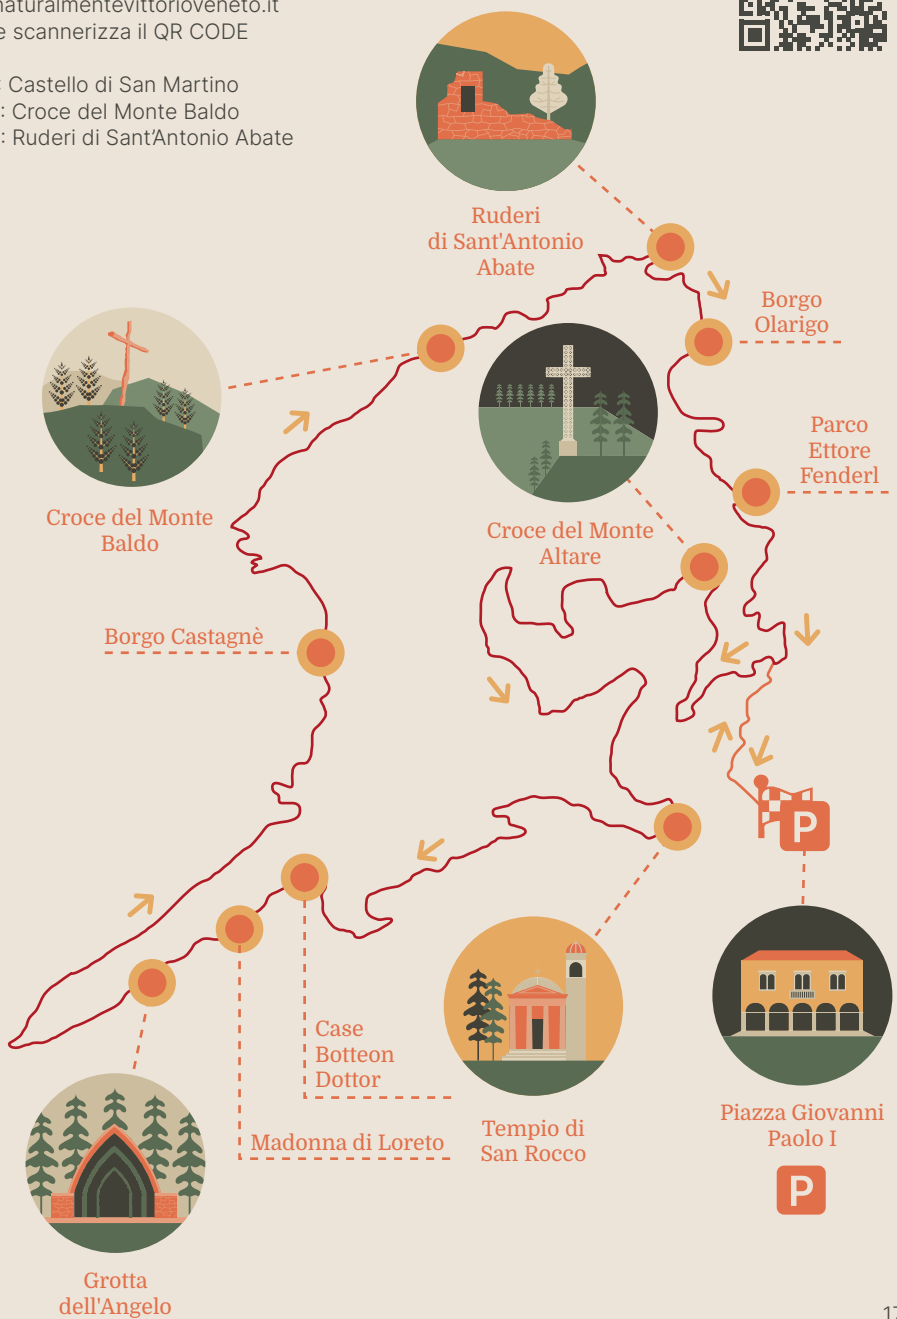 naturalmentevittorioveneto.it
e scannerizza il QR CODE
: Castello di San Martino
: Croce del Monte Baldo
: Ruderi di Sant'Antonio Abate
Ruderi
di Sant'Antonio
Abate
Borgo
Olarigo
Parco
Ettore
Fenderl
Croce del Monte
Baldo
Croce del Monte
Altare
Borgo Castagnè
P
Case
Botteon
Dottor
Madonna di Loreto
Tempio di
San Rocco
Piazza Giovanni
Paolo I
P
Grotta
dell'Angelo
17